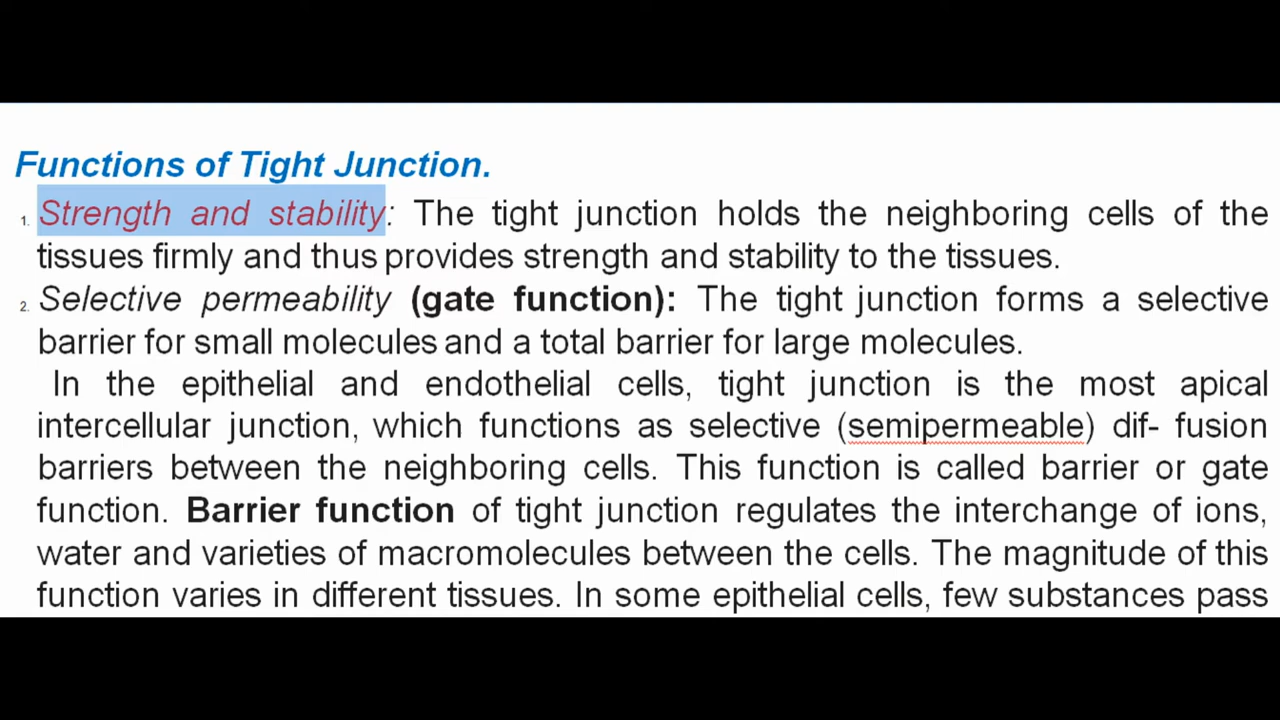 Functions of Tight Junction.
1. Strength and stability: The tight junction holds the neighboring cells of the
tissues firmly and thus provides strength and stability to the tissues.
2. Selective permeability (gate function): The tight junction forms a selective
barrier for small molecules and a total barrier for large molecules.
In the epithelial and endothelial cells, tight junction is the most apical
intercellular junction, which functions as selective (semipermeable) dif- fusion
barriers between the neighboring cells. This function is called barrier or gate
function. Barrier function of tight junction regulates the interchange of ions,
water and varieties of macromolecules between the cells. The magnitude of this
function varies in different tissues. In some epithelial cells, few substances pass